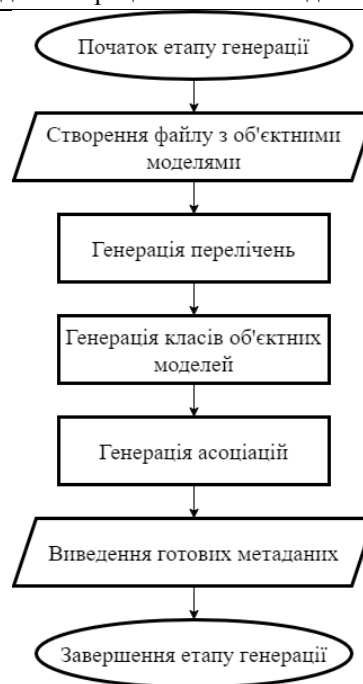 Початок етапу генерації
Створення файлу з об'єктними
моделями
Генерація перелічень
Генерація класів об'єктних
моделей
Генерація асоціацій
Виведення готових метаданих
Завершення етапу генерації